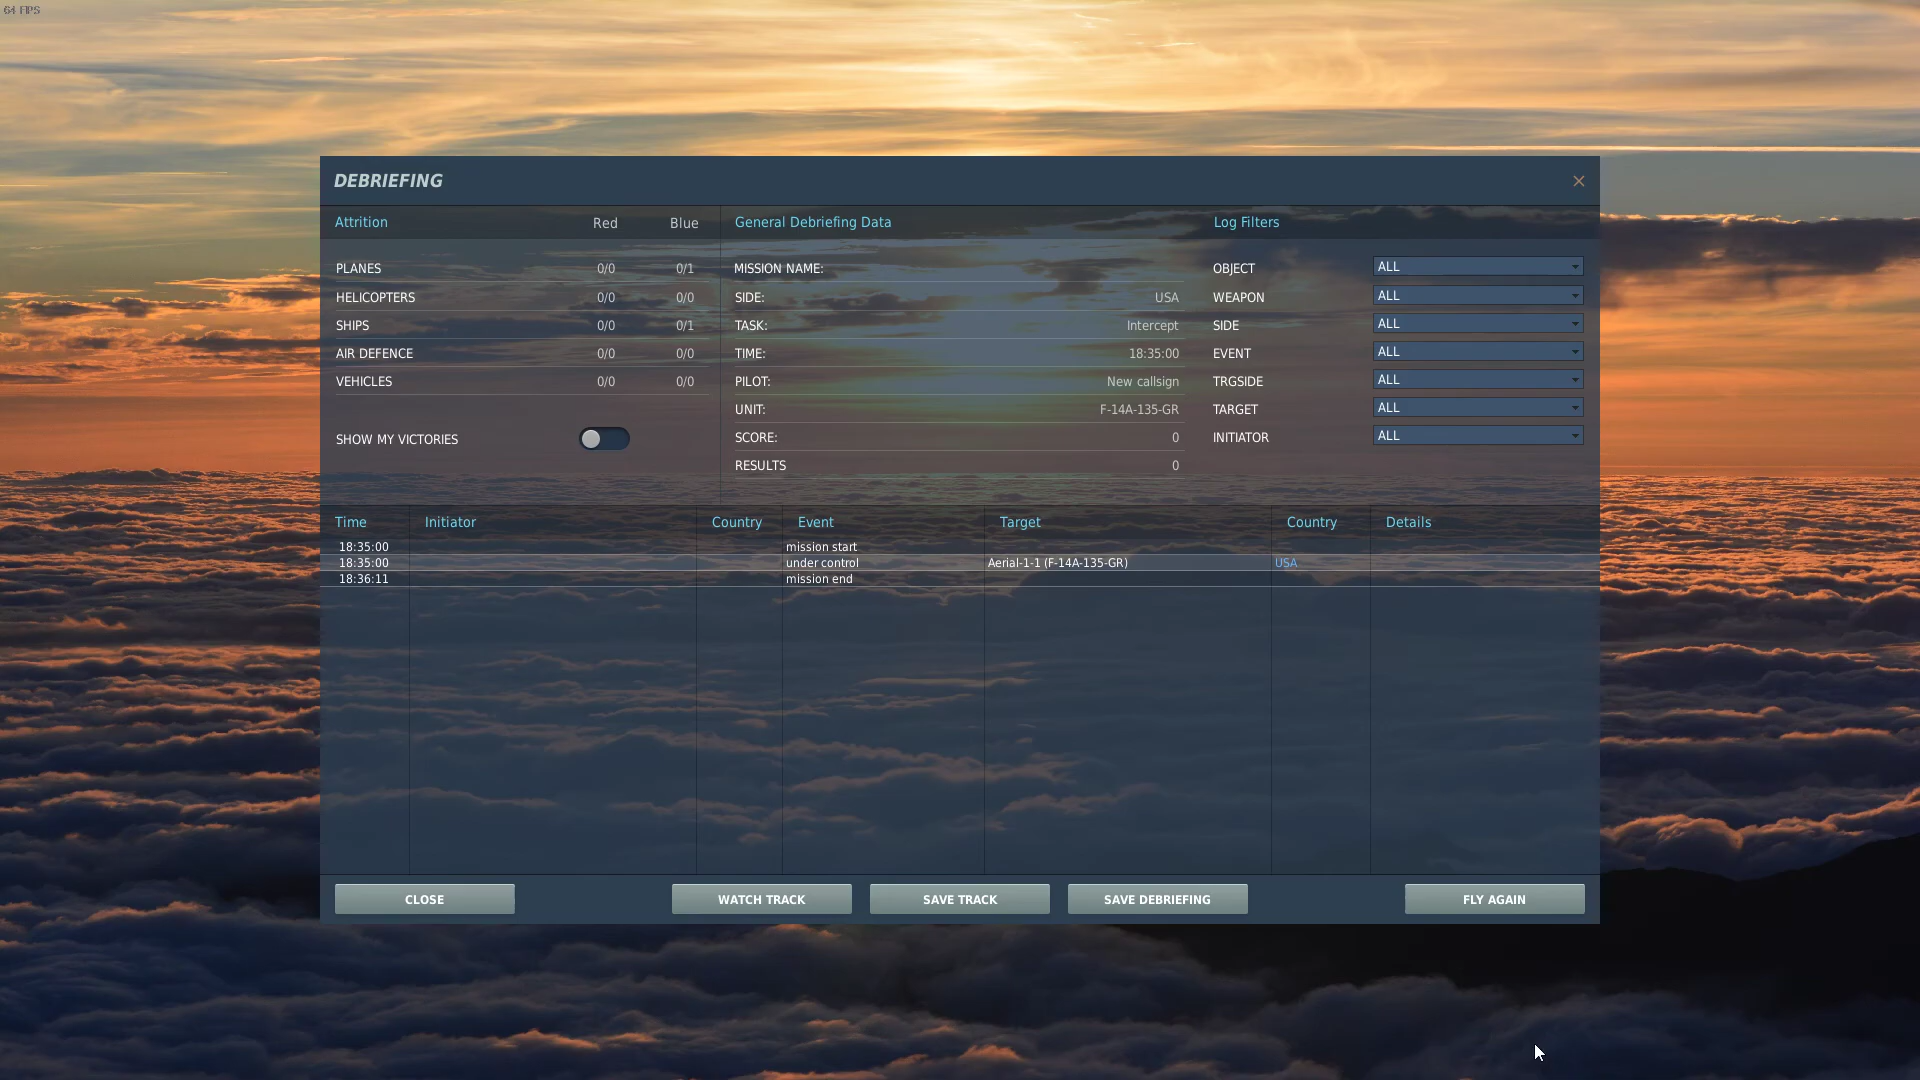 64 FPS
DEBRIEFING
Attrition Red Blue
PLANES 0/0 0/1
HELICOPTERS 0/0 0/0
SHIPS 0/0 0/1
AIR DEFENCE 0/0 0/0
VEHICLES 0/0 0/0
SHOW MY VICTORIES
General Debriefing Data
MISSION NAME:
SIDE: USA
TASK: Intercept
TIME: 18:35:00
PILOT: New callsign
UNIT: F-14A-135-GR
SCORE: 0
RESULTS 0
Log Filters
OBJECT ALL
WEAPON ALL
SIDE ALL
EVENT ALL
TRGSIDE ALL
TARGET ALL
INITIATOR ALL
Time Initiator Country Event Target Country Details
18:35:00 mission start
18:35:00 under control Aerial-1-1 (F-14A-135-GR) USA
18:36:11 mission end
CLOSE WATCH TRACK SAVE TRACK SAVE DEBRIEFING FLY AGAIN